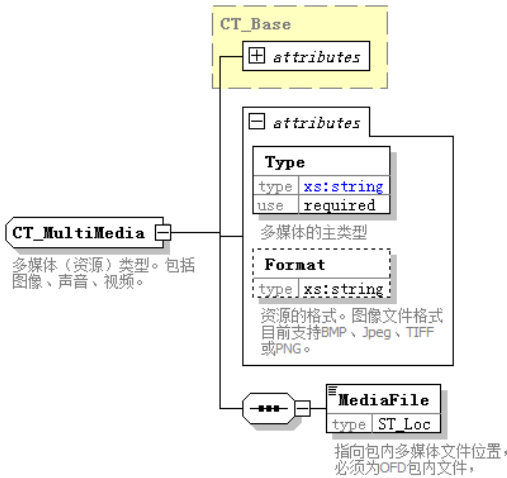 CT_Base
attributes
attributes
Type
type xs:string
use required
多媒体的主类型
CT_MultiMedia
多媒体（资源）类型。包括
图像、声音、视频。
Format
type xs:string
资源的格式。图像文件格式
目前支持BMP、Jpeg、TIFF
或PNG。
MediaFile
type ST_Loc
指向包内多媒体文件位置，
必须为OFD包内文件，